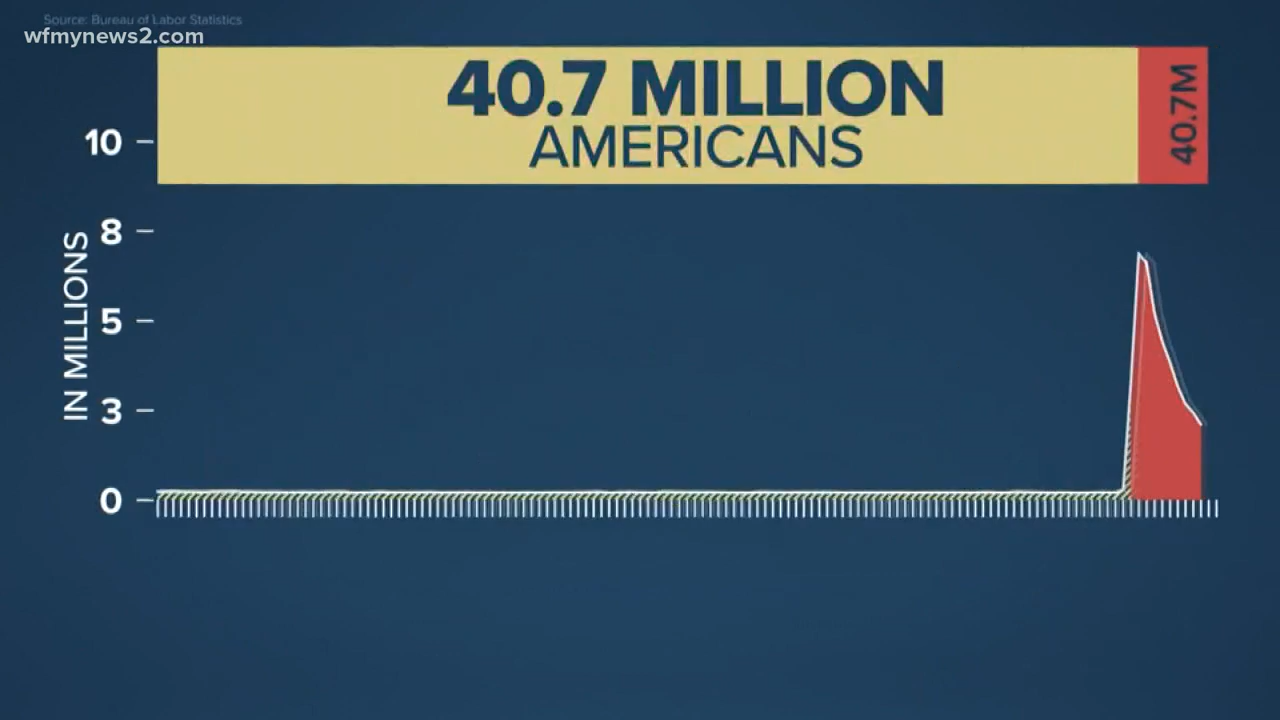 Source: Bureau of Labor Statistics
wfmynews2.com
40.7 MILLION
AMERICANS
40.7M
10
8
5
3
0
IN MILLIONS